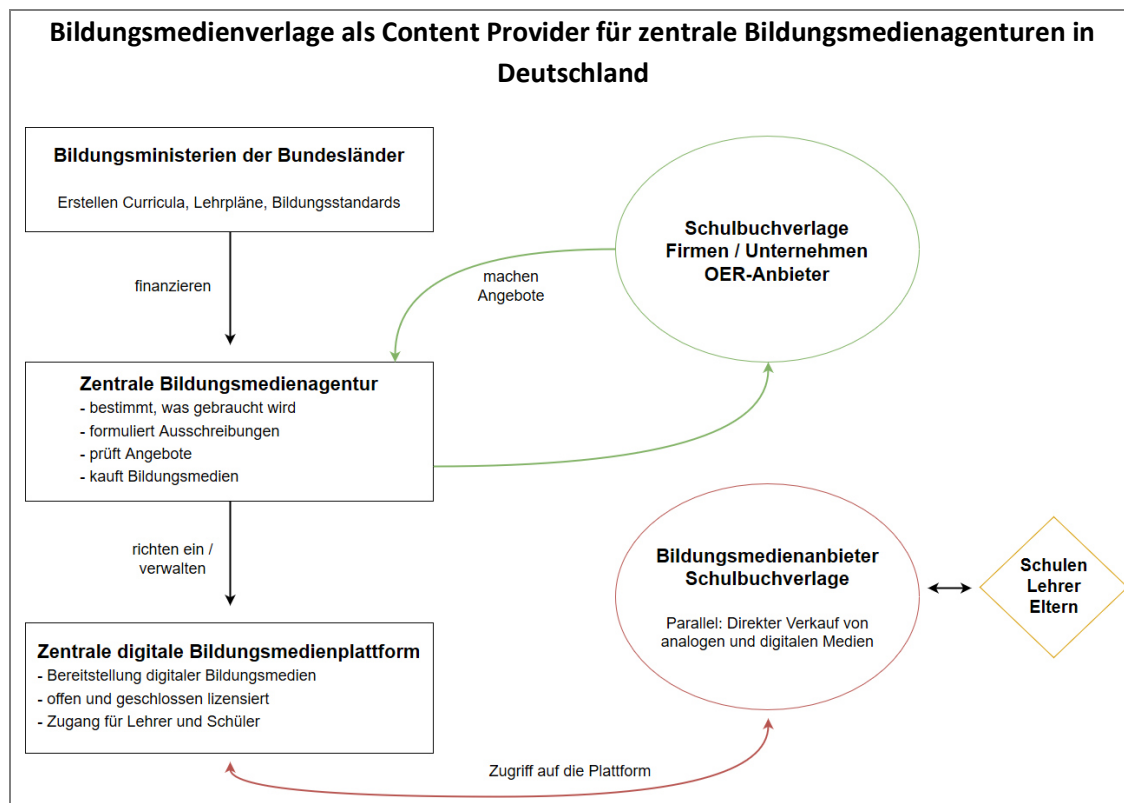 Bildungsmedienverlage als Content Provider für zentrale Bildungsmedienagenturen in
Deutschland
Bildungsministerien der Bundesländer
Erstellen Curricula, Lehrpläne, Bildungsstandards
finanzieren
Schulbuchverlage
Firmen / Unternehmen
OER-Anbieter
machen
Angebote
Zentrale Bildungsmedienagentur
- bestimmt, was gebraucht wird
- formuliert Ausschreibungen
- prüft Angebote
- kauft Bildungsmedien
richten ein /
verwalten
Bildungsmedienanbieter
Schulbuchverlage
Parallel: Direkter Verkauf von
analogen und digitalen Medien
Schulen
Lehrer
Eltern
Zentrale digitale Bildungsmedienplattform
- Bereitstellung digitaler Bildungsmedien
- offen und geschlossen lizensiert
- Zugang für Lehrer und Schüler
Zugriff auf die Plattform